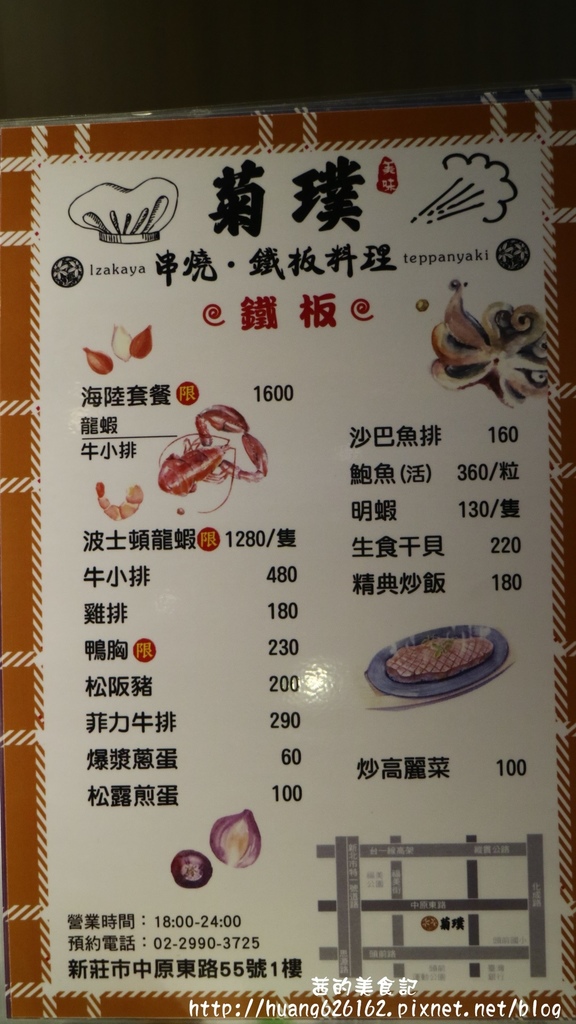 菊璞
美味
Izakaya 串燒・鐵板料理 teppanyaki
鐵板
海陸套餐 限 1600
龍蝦
牛小排
波士頓龍蝦 限 1280/隻
牛小排 480
雞排 180
鴨胸 限 230
松阪豬 200
菲力牛排 290
爆漿蔥蛋 60
松露煎蛋 100
沙巴魚排 160
鮑魚(活) 360/粒
明蝦 130/隻
生食干貝 220
精典炒飯 180
炒高麗菜 100
中原東路
化成路
菊璞
營業時間：18:00-24:00
預約電話：02-2990-3725
新莊市中原東路55號1樓
茜的美食記
http://huang626162.pixnet.net/blog